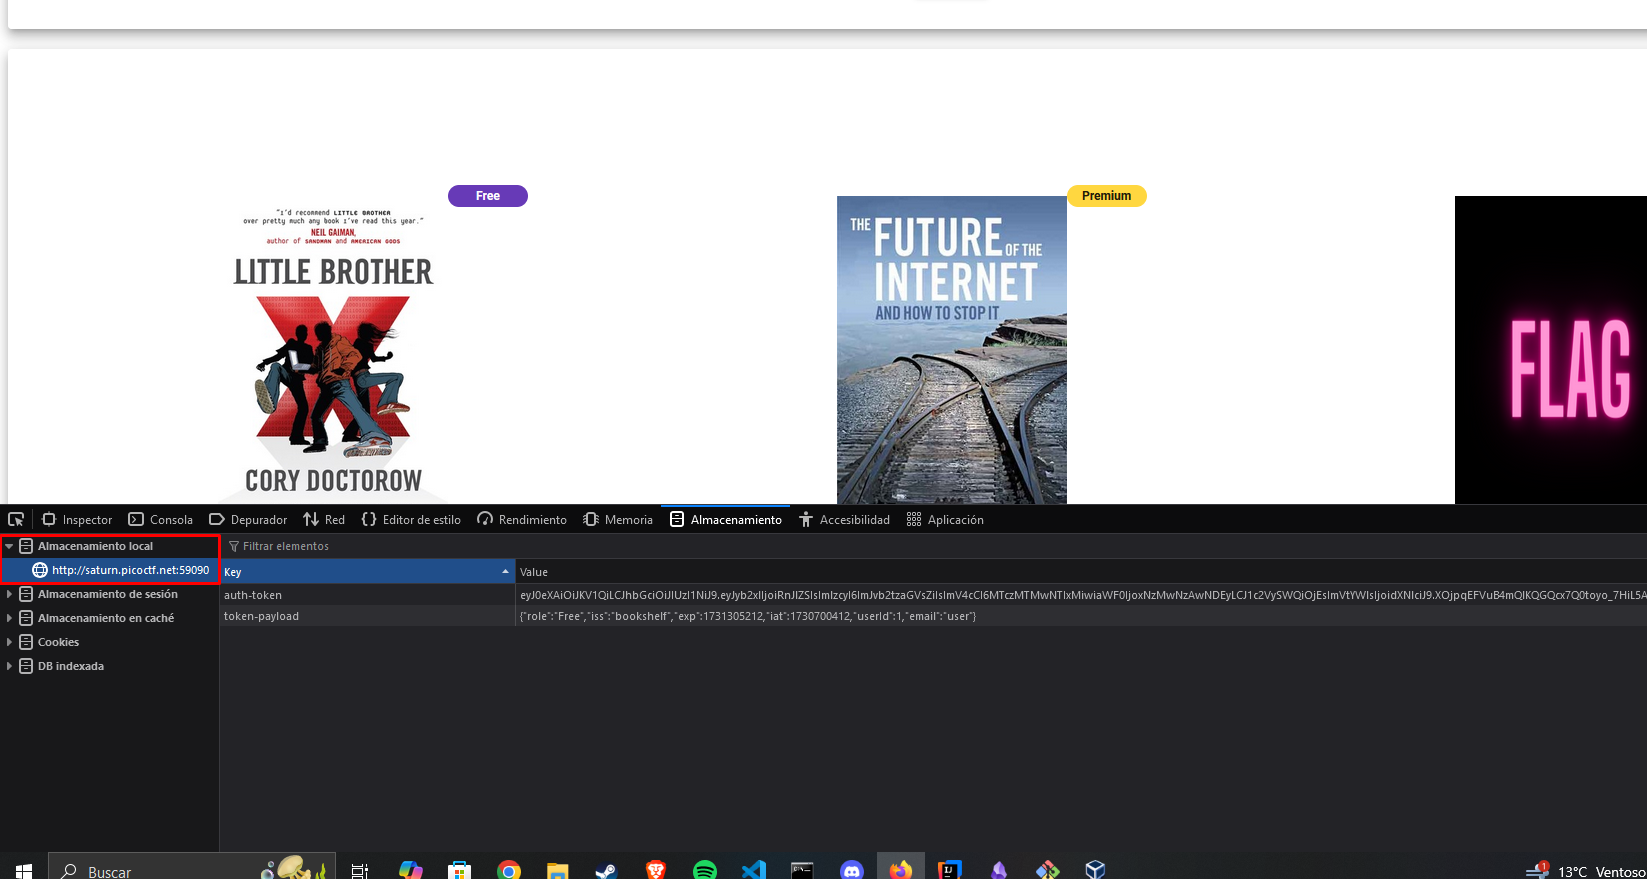 Free
Premium
"I'd recommend LITTLE BROTHER
over pretty much any book I've read this year."
NEIL GAIMAN,
author of SANDMAN and AMERICAN GODS
LITTLE BROTHER
CORY DOCTOROW
THE FUTURE OF THE
INTERNET
AND HOW TO STOP IT
FLAG
Inspector Consola Depurador Red Editor de estilo Rendimiento Memoria Almacenamiento Accesibilidad Aplicación
Almacenamiento local
Filtrar elementos
http://saturn.picoctf.net:59090
Key Value
Almacenamiento de sesión
auth-token
Almacenamiento en caché
token-payload {"role":"Free","iss":"bookshelf","exp":1731305212,"iat":1730700412,"userId":1,"email":"user"}
Cookies
DB indexada
Buscar
1
13°C Ventoso